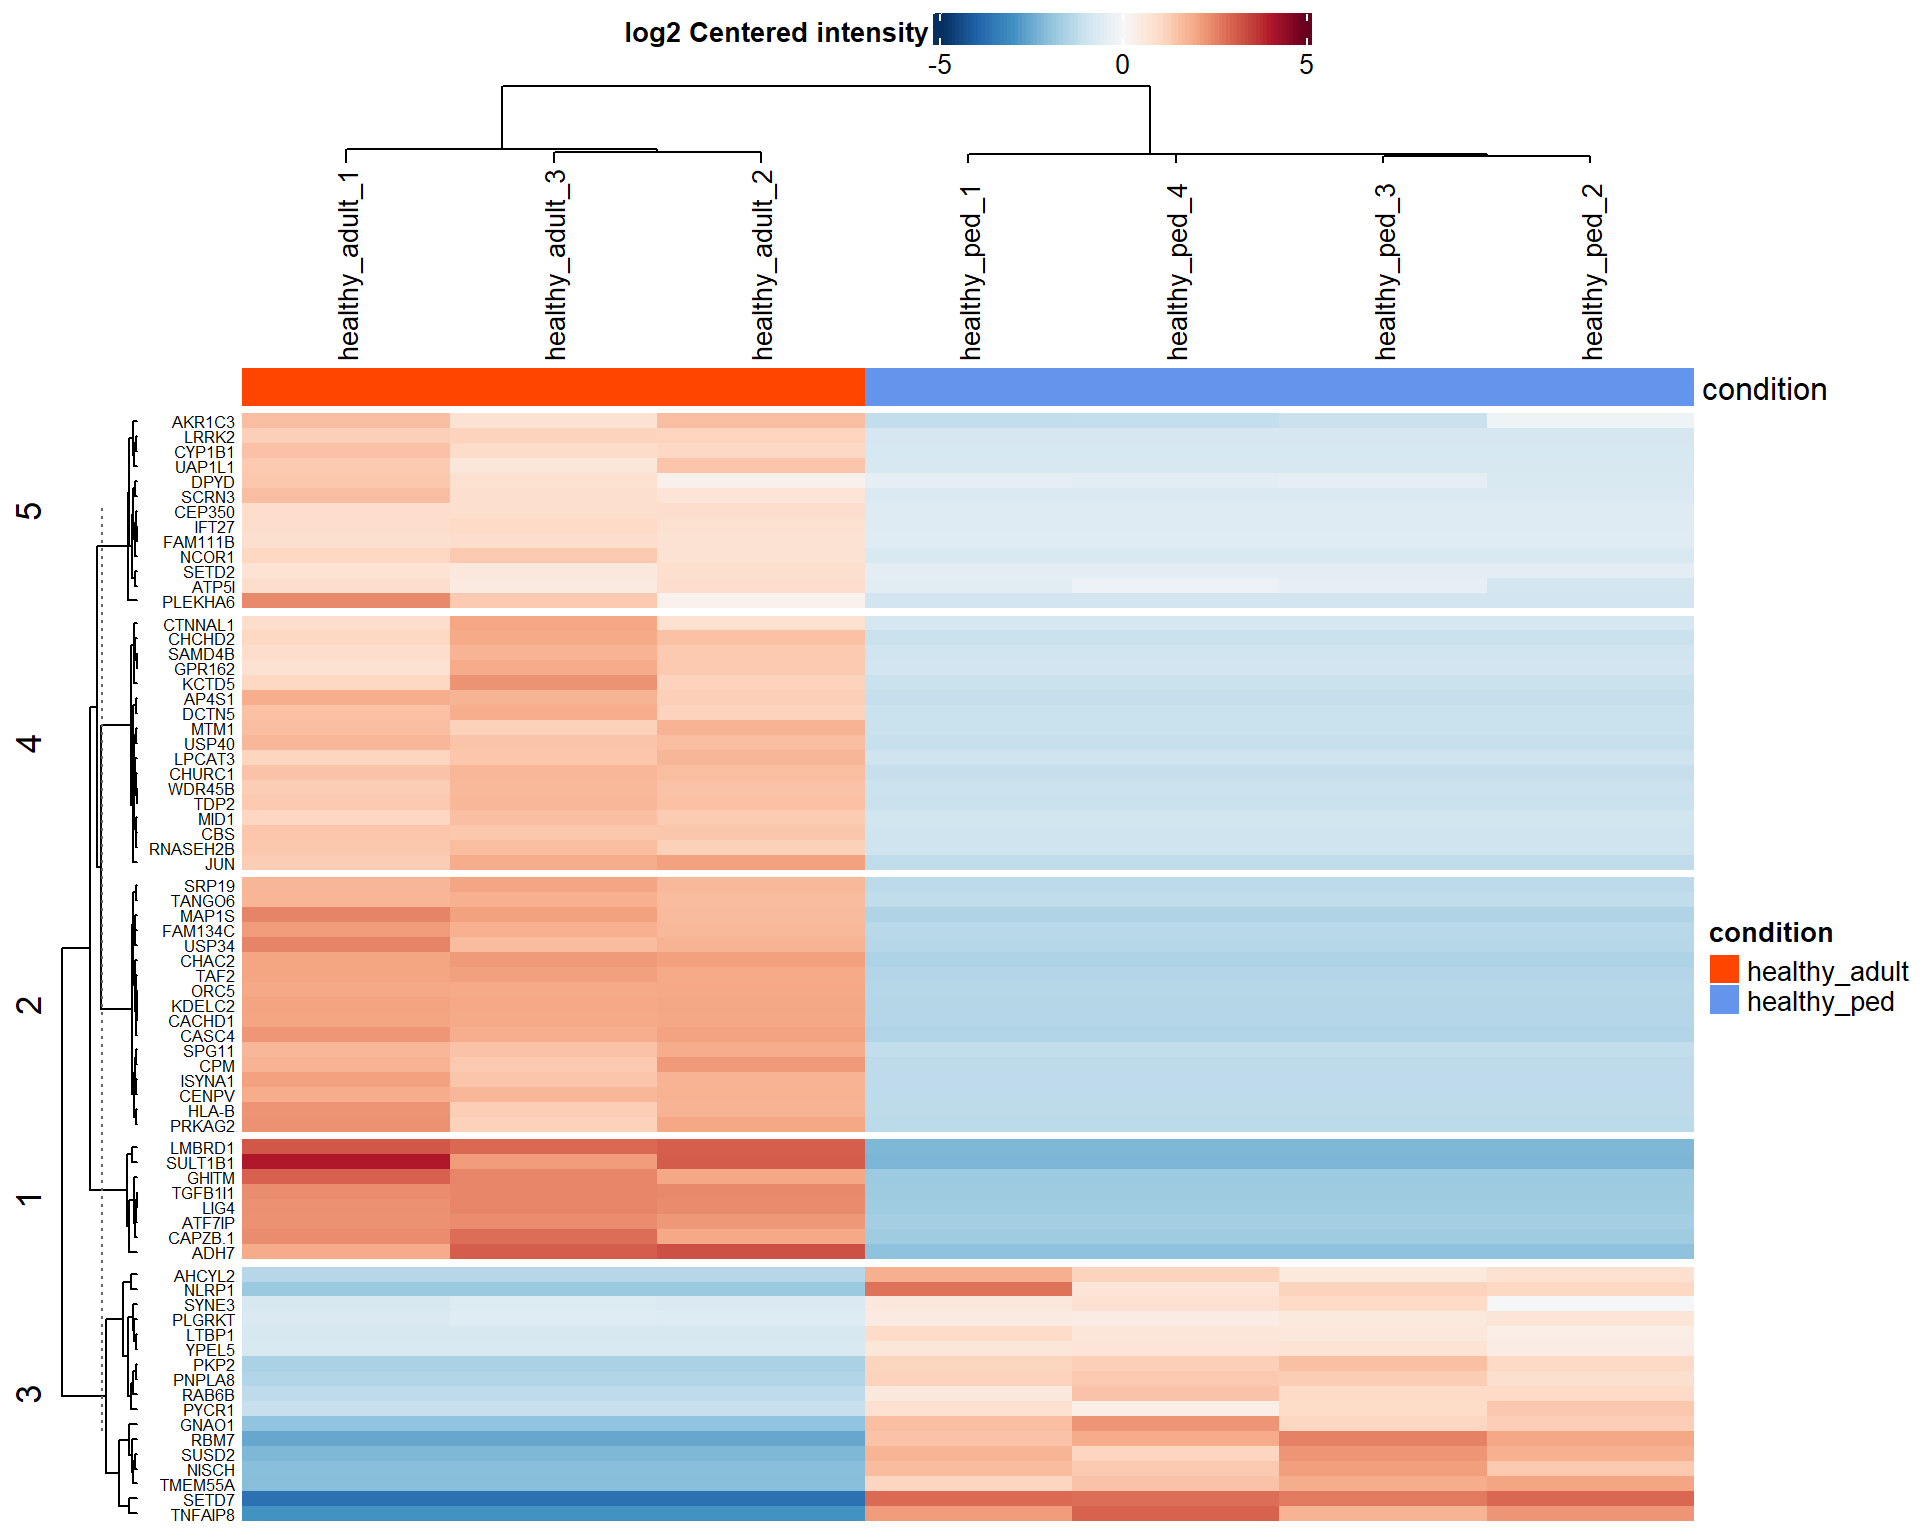 log2 Centered intensity
-5 0 5
healthy_adult_1
healthy_adult_3
healthy_adult_2
healthy_ped_1
healthy_ped_4
healthy_ped_3
healthy_ped_2
condition
5
AKR1C3
LRRK2
CYP1B1
UAP1L1
DPYD
SCRN3
CEP350
IFT27
FAM111B
NCOR1
SETD2
ATP5I
PLEKHA6
4
CTNNAL1
CHCHD2
SAMD4B
GPR162
KCTD5
AP4S1
DCTN5
MTM1
USP40
LPCAT3
CHURC1
WDR45B
TDP2
MID1
CBS
RNASEH2B
JUN
2
SRP19
TANGO6
MAP1S
FAM134C
USP34
CHAC2
TAF2
ORC5
KDELC2
CACHD1
CASC4
SPG11
CPM
ISYNA1
CENPV
HLA-B
PRKAG2
1
LMBRD1
SULT1B1
GHITM
TGFB1I1
LIG4
ATF7IP
CAPZB.1
ADH7
3
AHCYL2
NLRP1
SYNE3
PLGRKT
LTBP1
YPEL5
PKP2
PNPLA8
RAB6B
PYCR1
GNAO1
RBM7
SUSD2
NISCH
TMEM55A
SETD7
TNFAIP8
condition
healthy_adult
healthy_ped